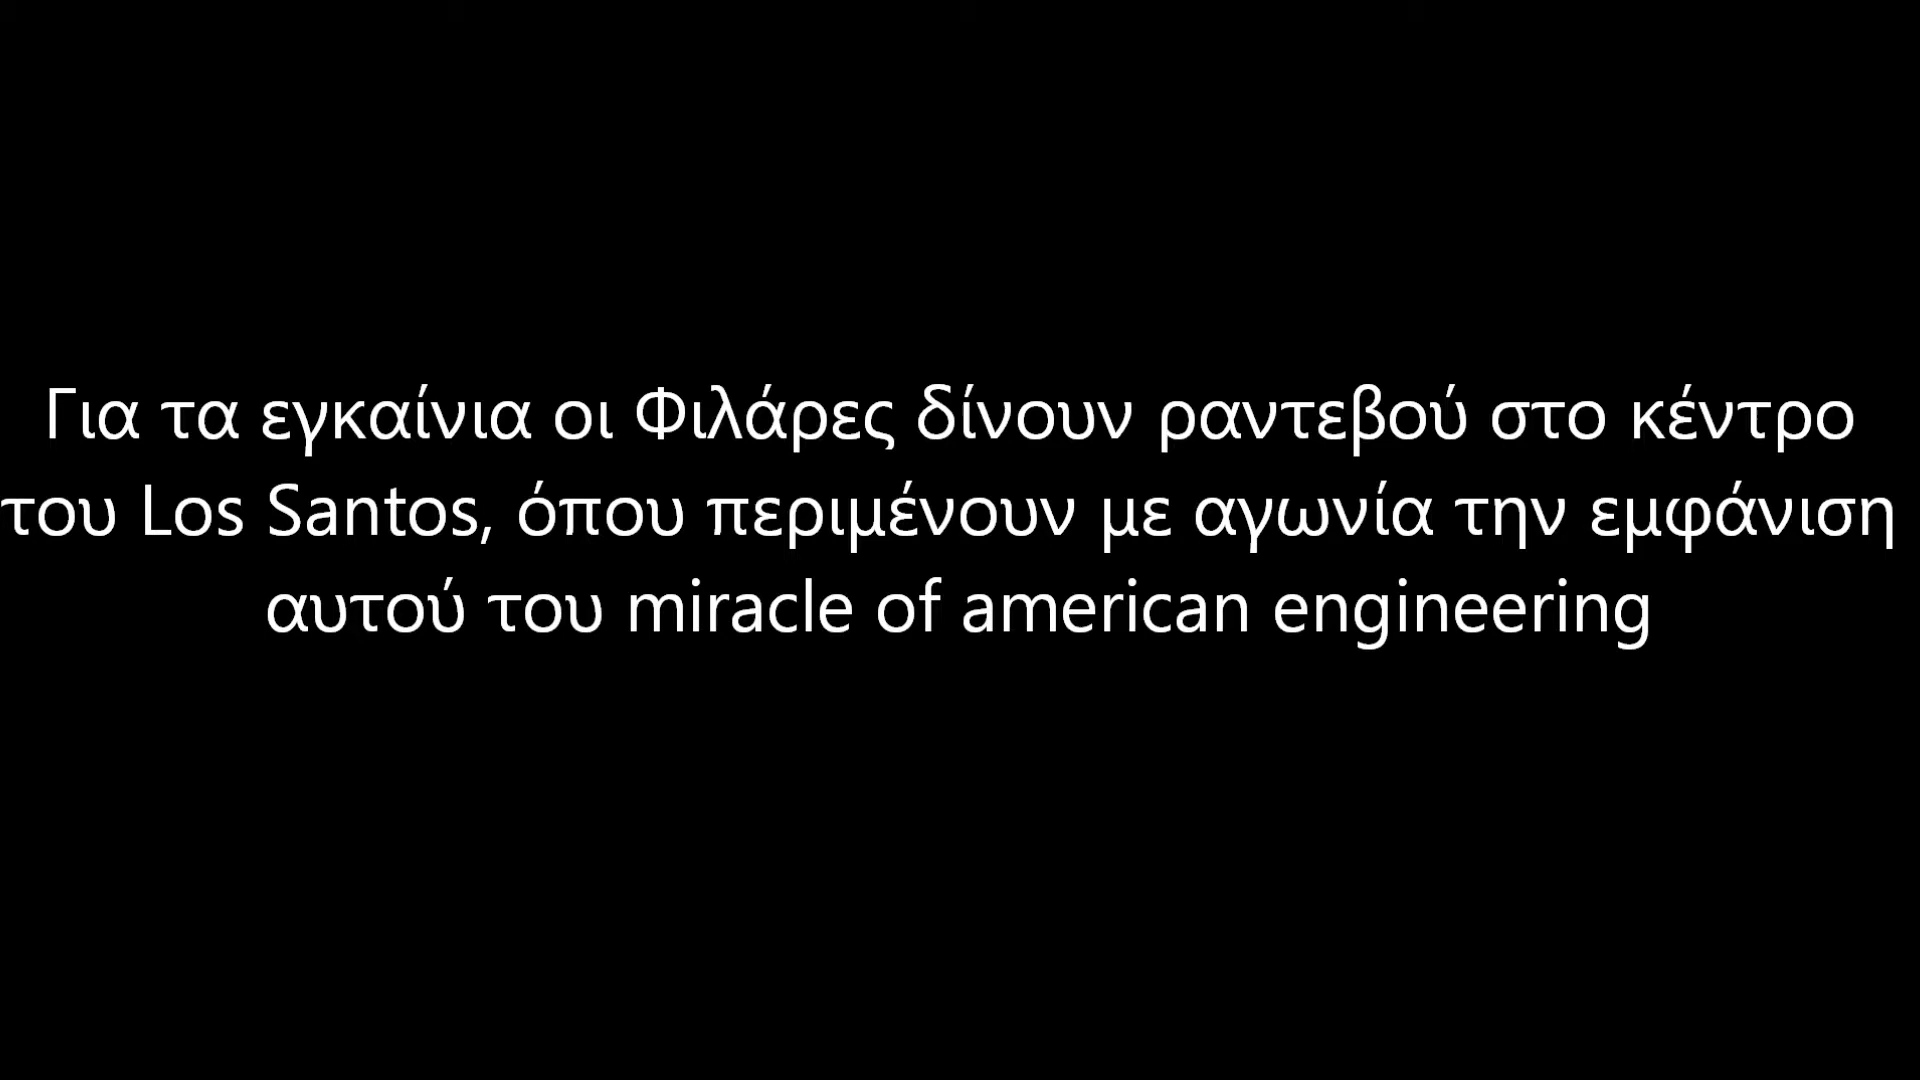 Για τα εγκαίνια οι Φιλάρες δίνουν ραντεβού στο κέντρο
του Los Santos, όπου περιμένουν με αγωνία την εμφάνιση
αυτού του miracle of american engineering